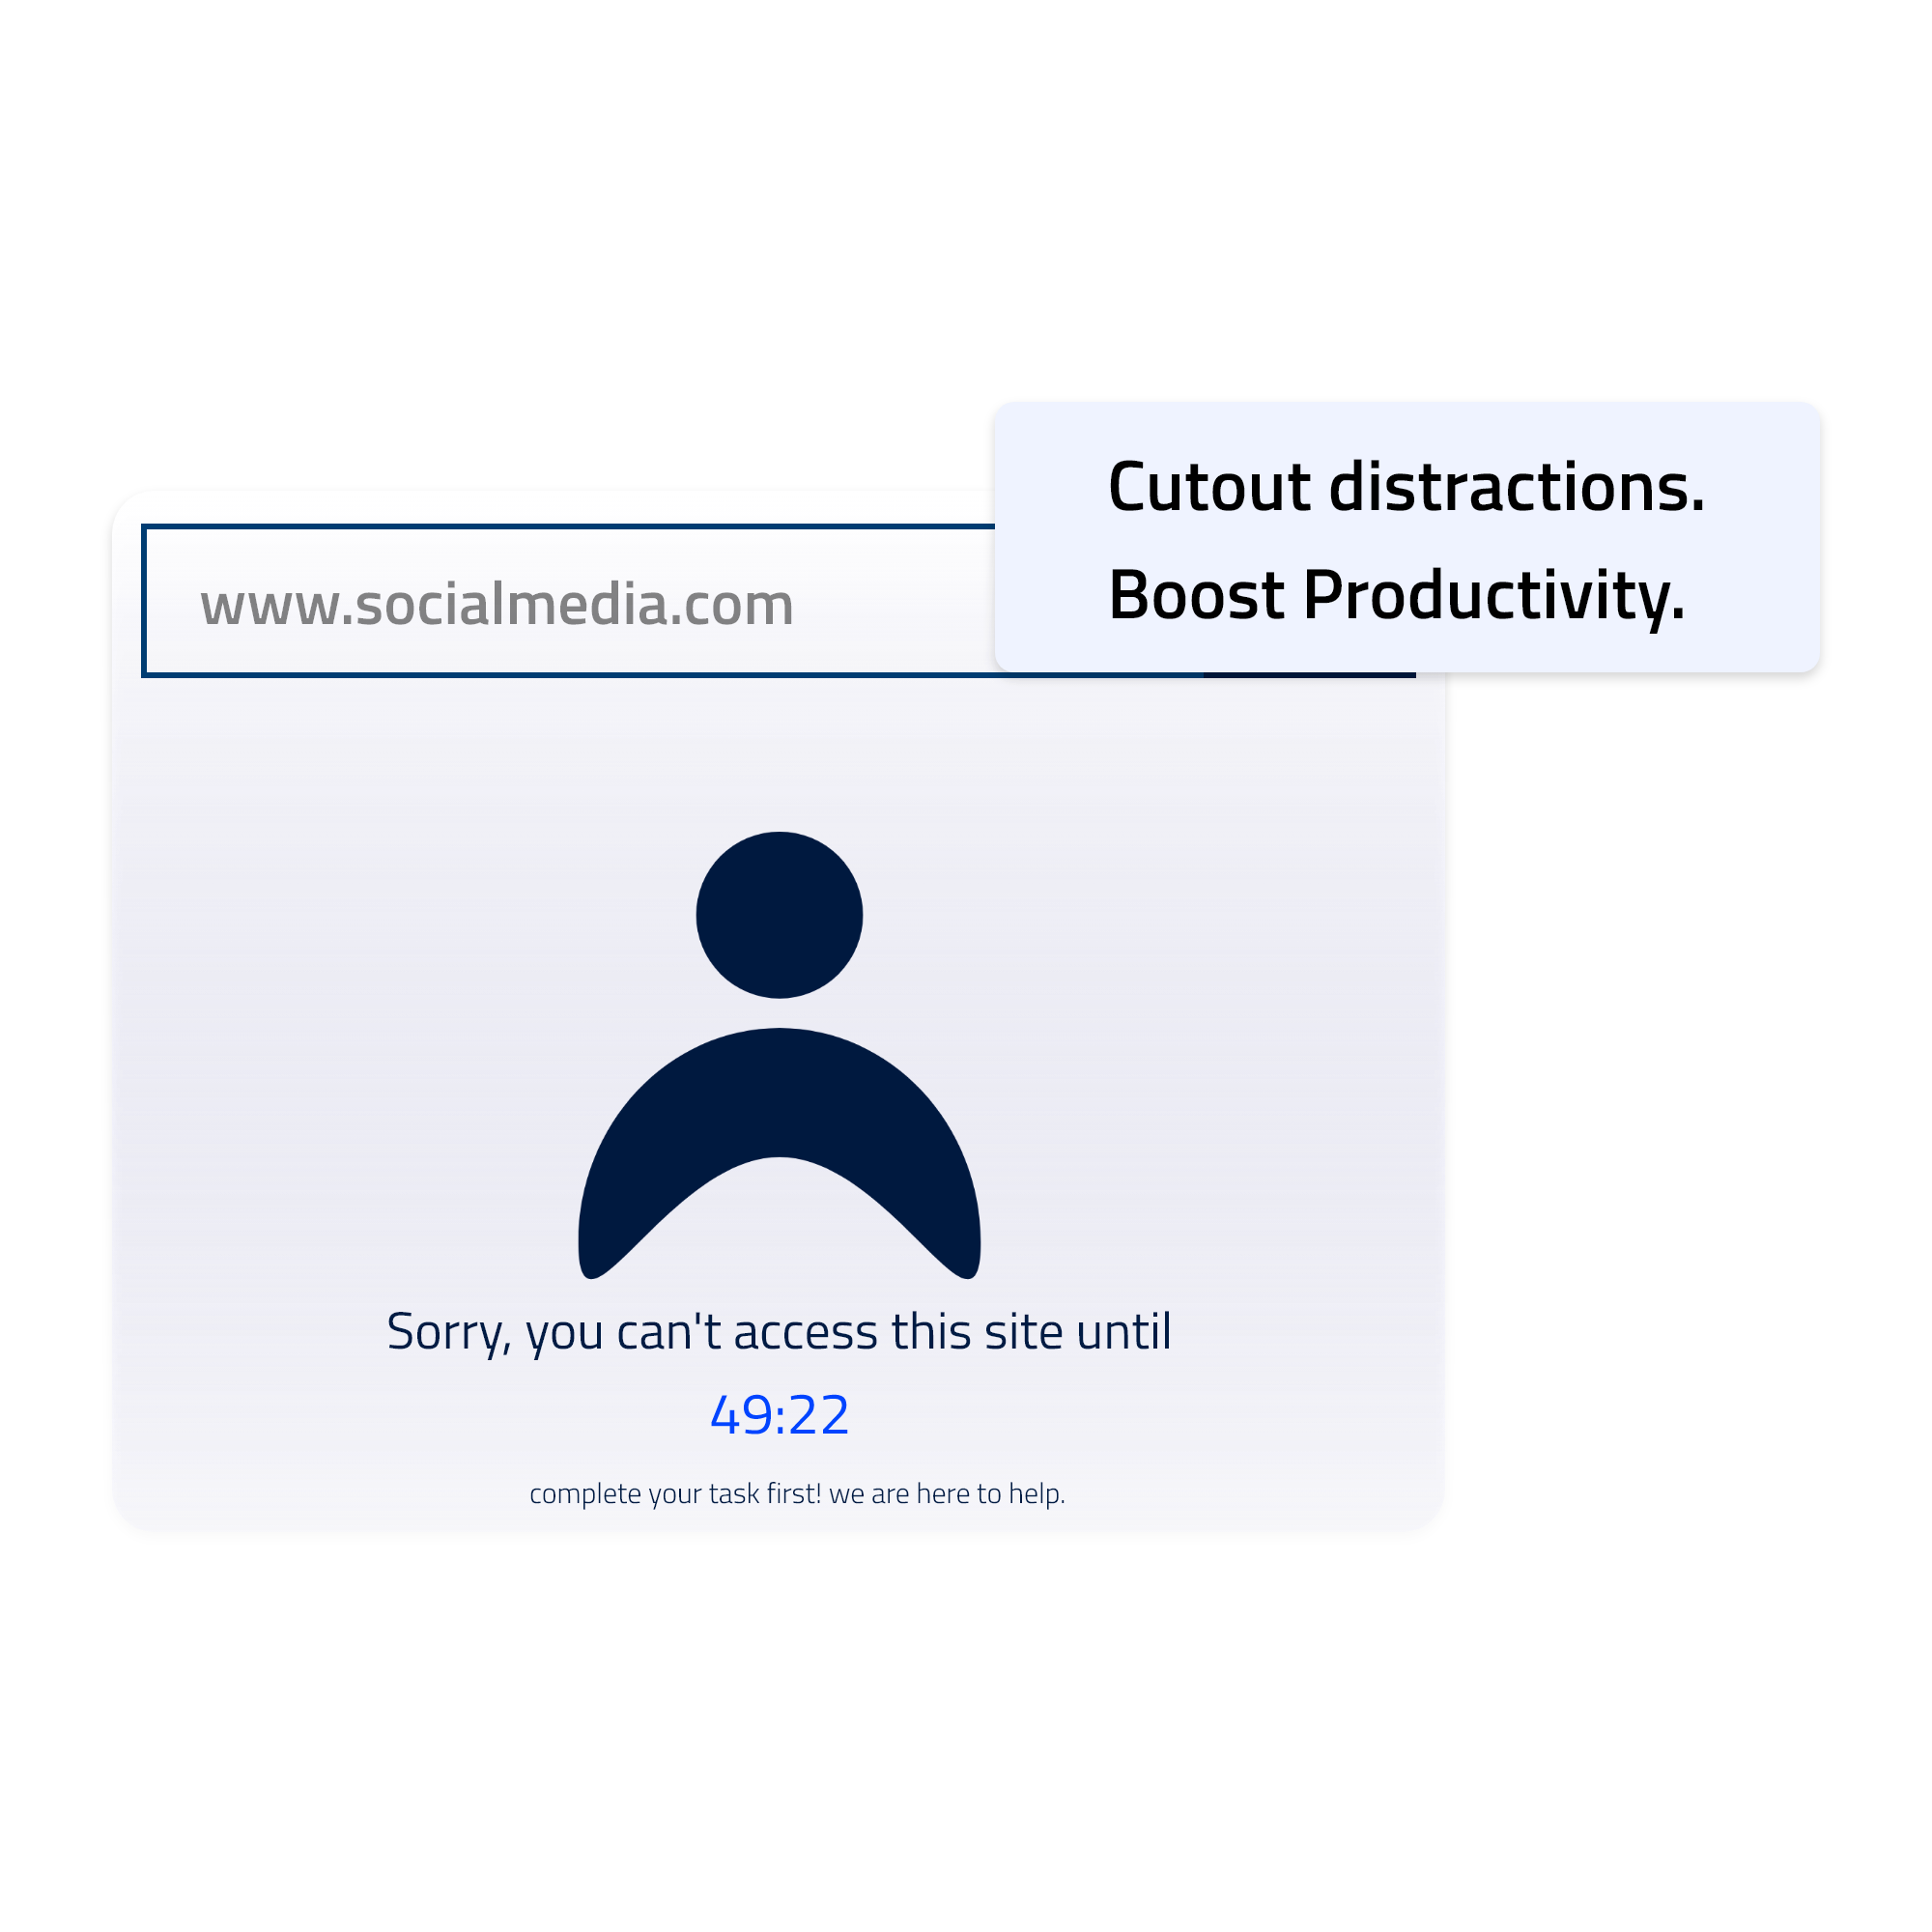 Cutout distractions.
Boost Productivity.
www.socialmedia.com
Sorry, you can't access this site until
49:22
complete your task first! we are here to help.